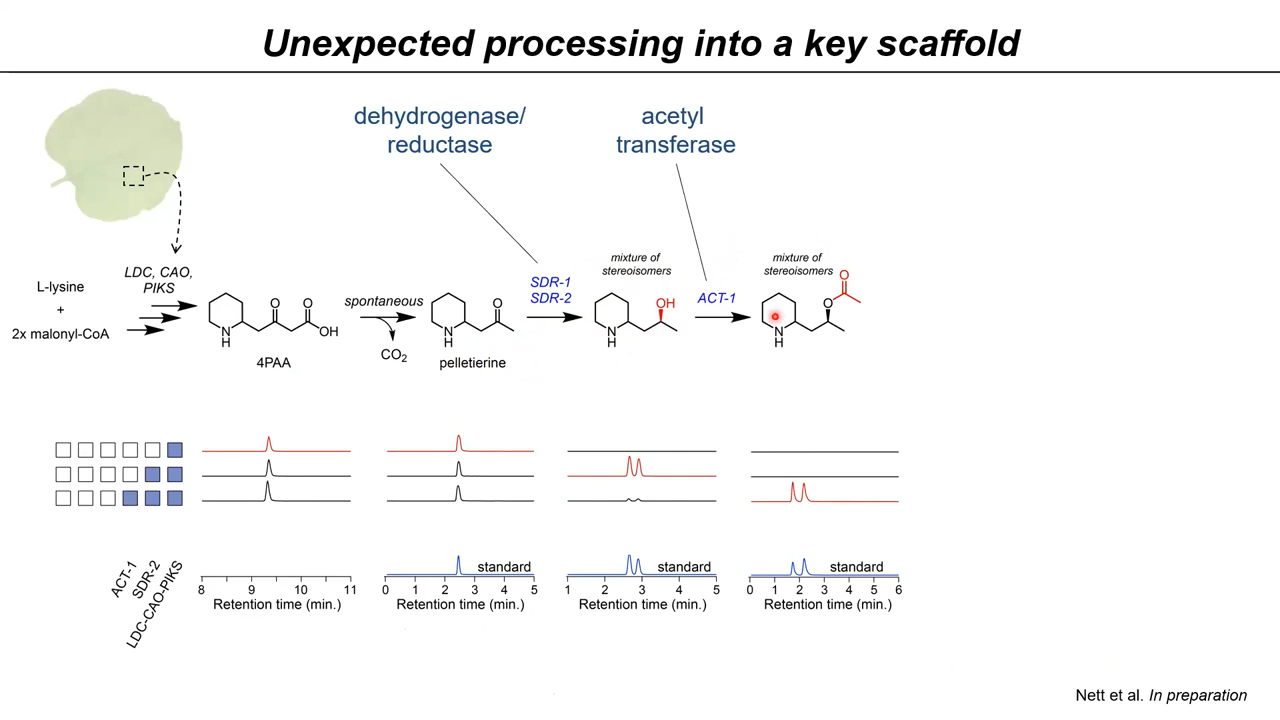 Unexpected processing into a key scaffold
dehydrogenase/
reductase
acetyl
transferase
L-lysine
+
2x malonyl-CoA
LDC, CAO,
PIKS
O
O
OH
N
H
4PAA
spontaneous
CO2
O
N
H
pelletierine
SDR-1
SDR-2
mixture of
stereoisomers
OH
N
H
ACT-1
mixture of
stereoisomers
O
O
N
H
ACT-1
SDR-2
LDC-CAO-PIKS
8 9 10 11
Retention time (min.)
standard
0 1 2 3 4 5
Retention time (min.)
standard
1 2 3 4 5
Retention time (min.)
standard
0 1 2 3 4 5 6
Retention time (min.)
Nett et al. In preparation